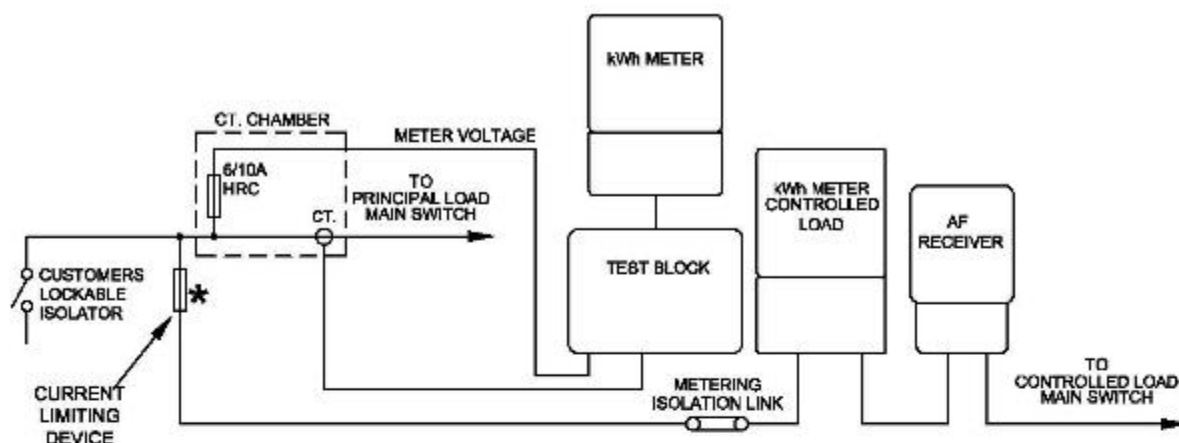 kWh METER
CT. CHAMBER
METER VOLTAGE
6/10A
HRC
TO
PRINCIPAL LOAD
MAIN SWITCH
CT.
kWh METER
CONTROLLED
LOAD
AF
RECEIVER
TEST BLOCK
CUSTOMERS
LOCKABLE
ISOLATOR
*
CURRENT
LIMITING
DEVICE
METERING
ISOLATION LINK
TO
CONTROLLED LOAD
MAIN SWITCH